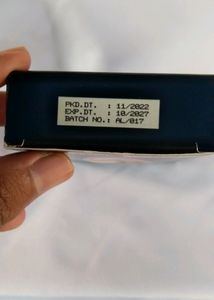 PKD.DT. : 11/2022
EXP.DT. : 10/2027
BATCH NO.: AL/017